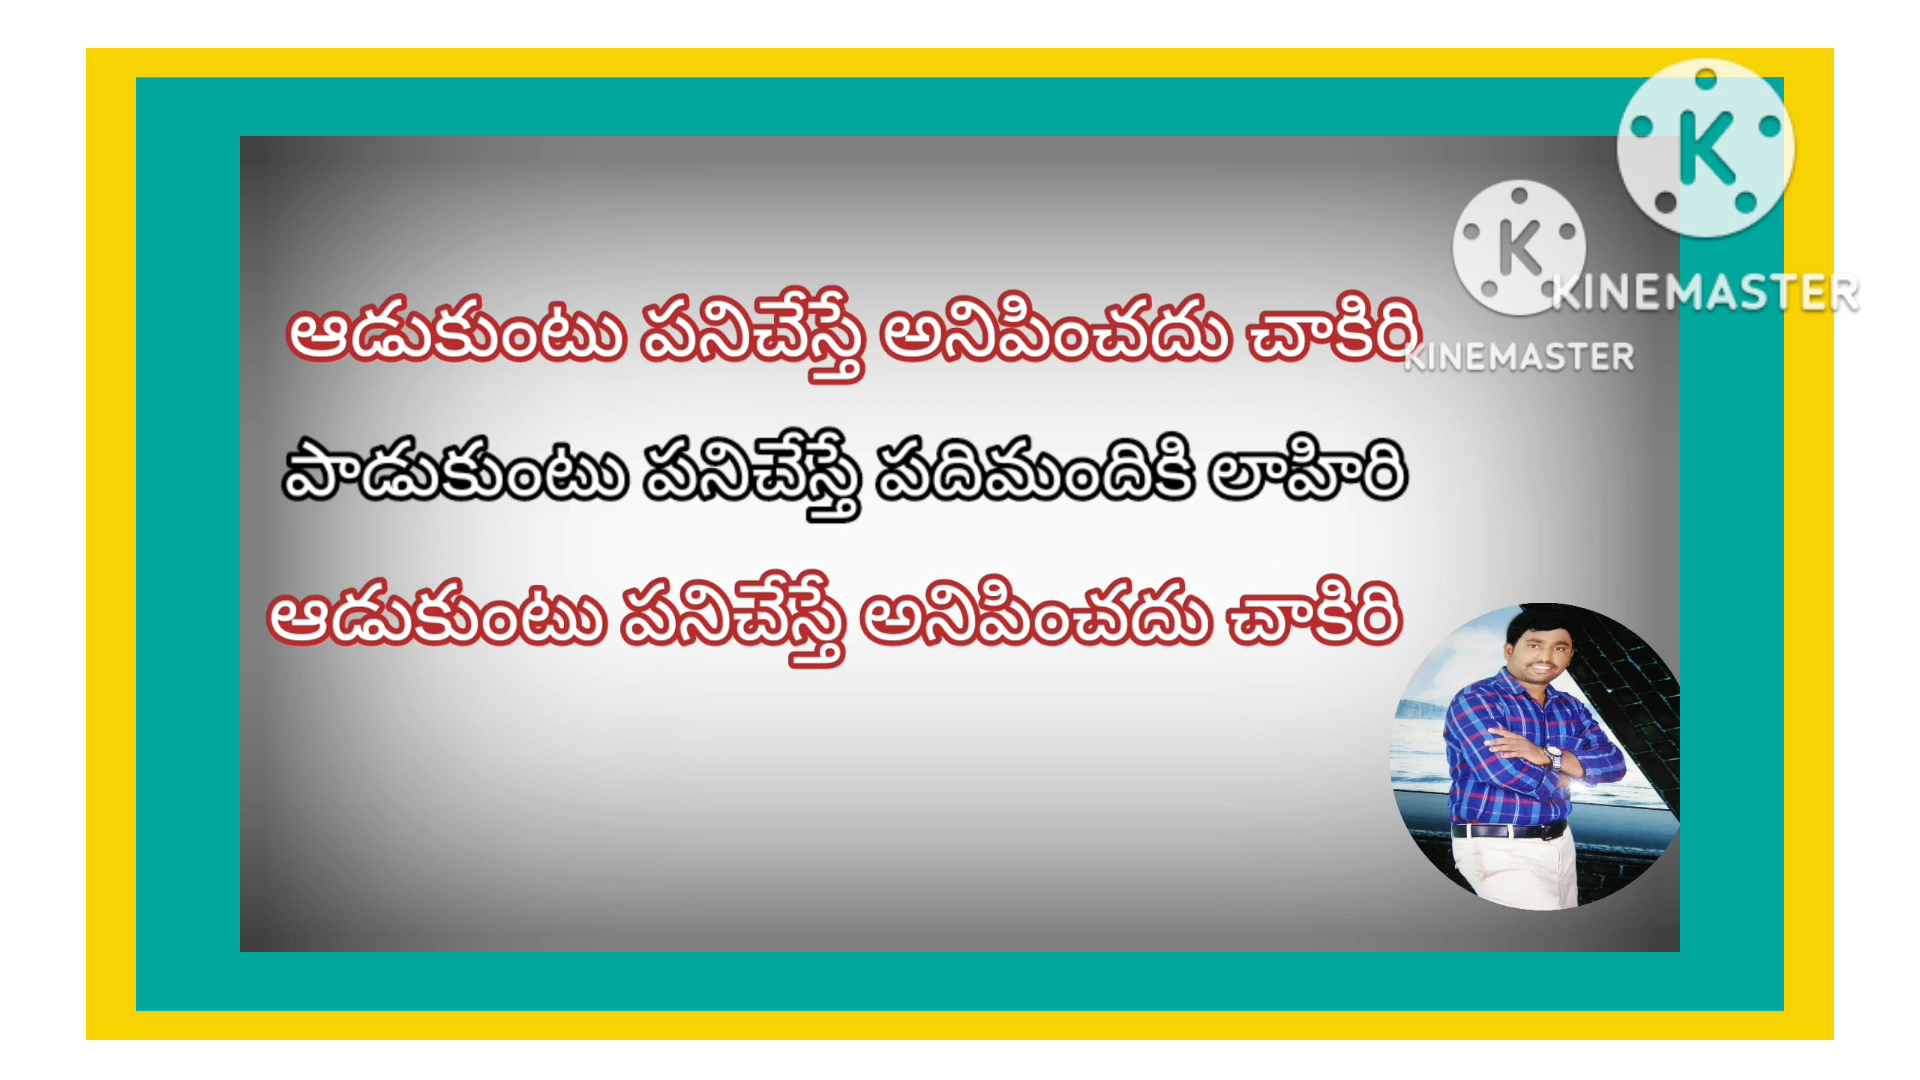 ఆడుకుంటు పనిచేస్తే అనిపించదు చాకిరి
పాడుకుంటు పనిచేస్తే పదిమందికి లాహిరి
ఆడుకుంటు పనిచేస్తే అనిపించదు చాకిరి
KINEMASTER
KINEMASTER